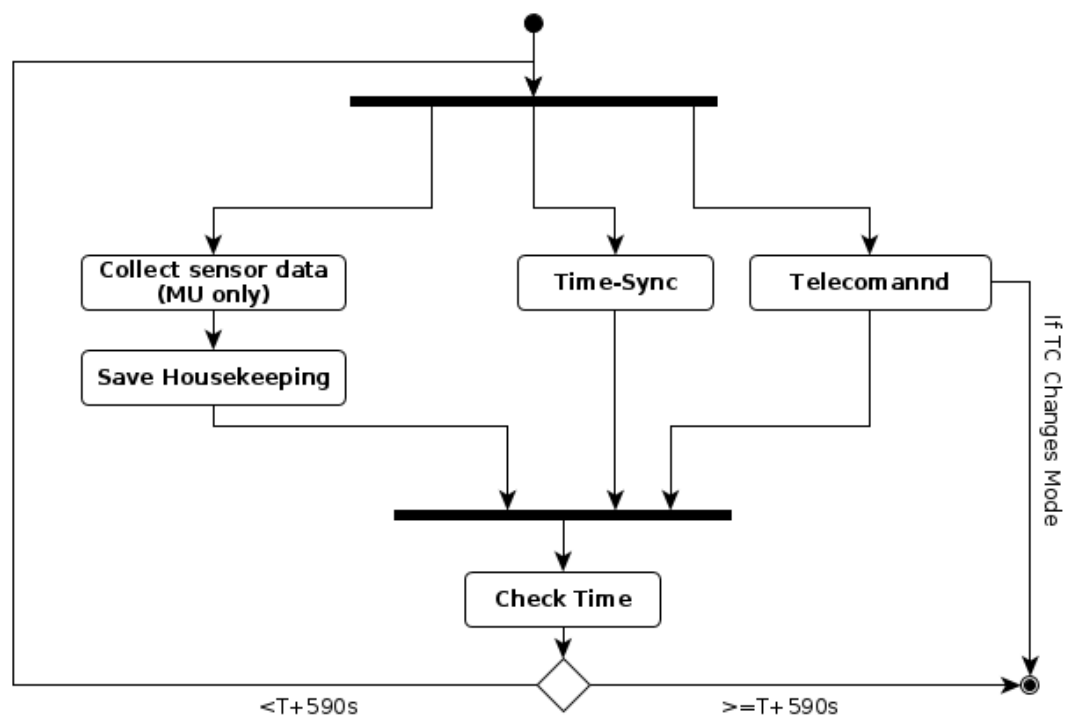 Collect sensor data
(MU only)
Time-Sync
Telecomannd
Save Housekeeping
If TC Changes Mode
Check Time
<T+590s
>=T+590s